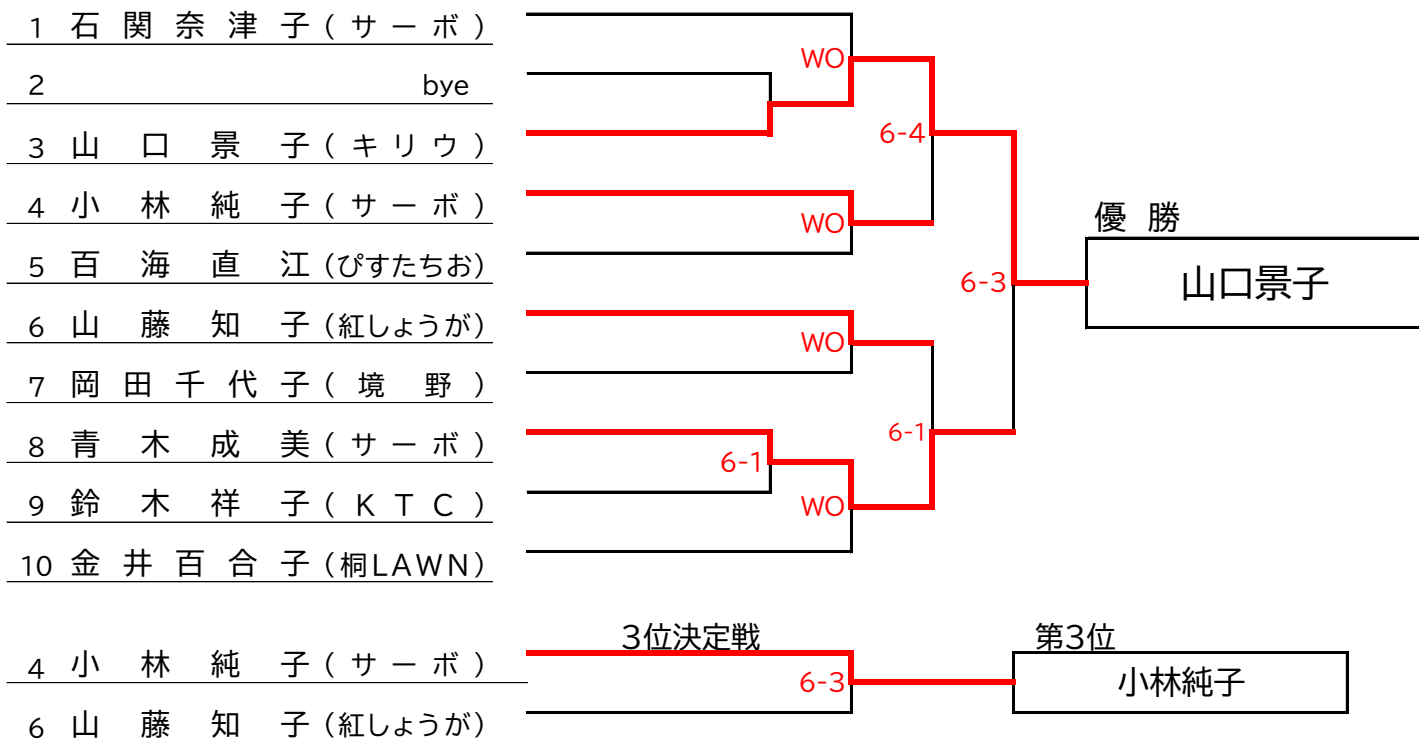 1 石関奈津子(サーボ)
WO
2 bye
3 山口景子(キリウ)
6-4
4 小林純子(サーボ)
WO
優勝
5 百海直江(ぴすたちお)
6-3
山口景子
6 山藤知子(紅しょうが)
WO
7 岡田千代子(境野)
8 青木成美(サーボ)
6-1
6-1
9 鈴木祥子(KTC)
WO
10 金井百合子(桐LAWN)
3位決定戦
第3位
4 小林純子(サーボ)
6-3
小林純子
6 山藤知子(紅しょうが)